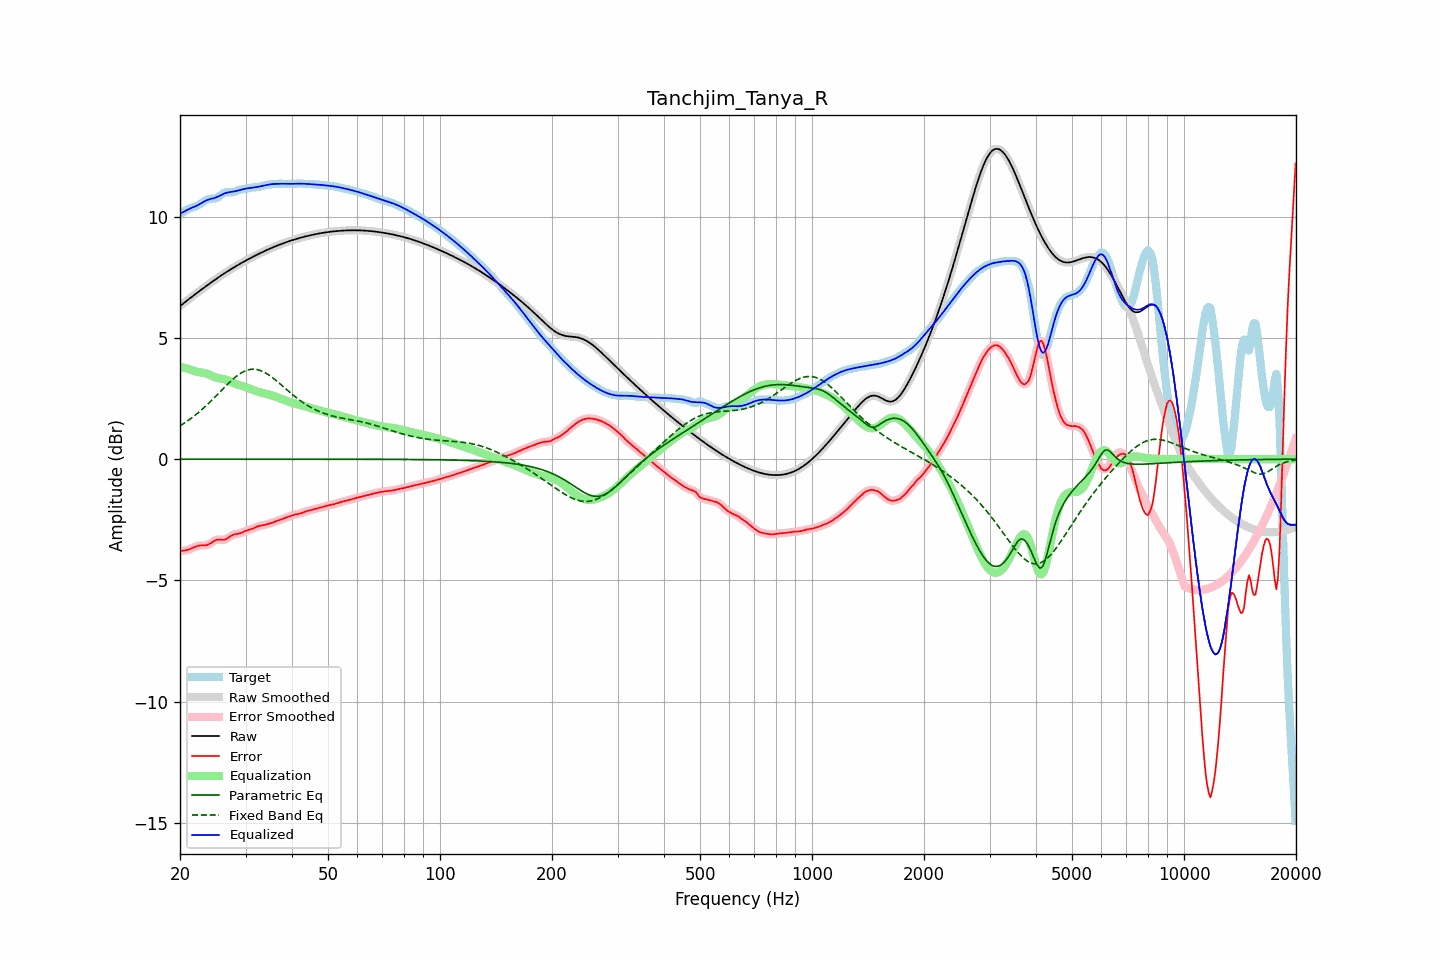 Tanchjim_Tanya_R
Amplitude (dBr)
10
5
0
−5
−10
−15
Target
Raw Smoothed
Error Smoothed
Raw
Error
Equalization
Parametric Eq
Fixed Band Eq
Equalized
20 50 100 200 500 1000 2000 5000 10000 20000
Frequency (Hz)